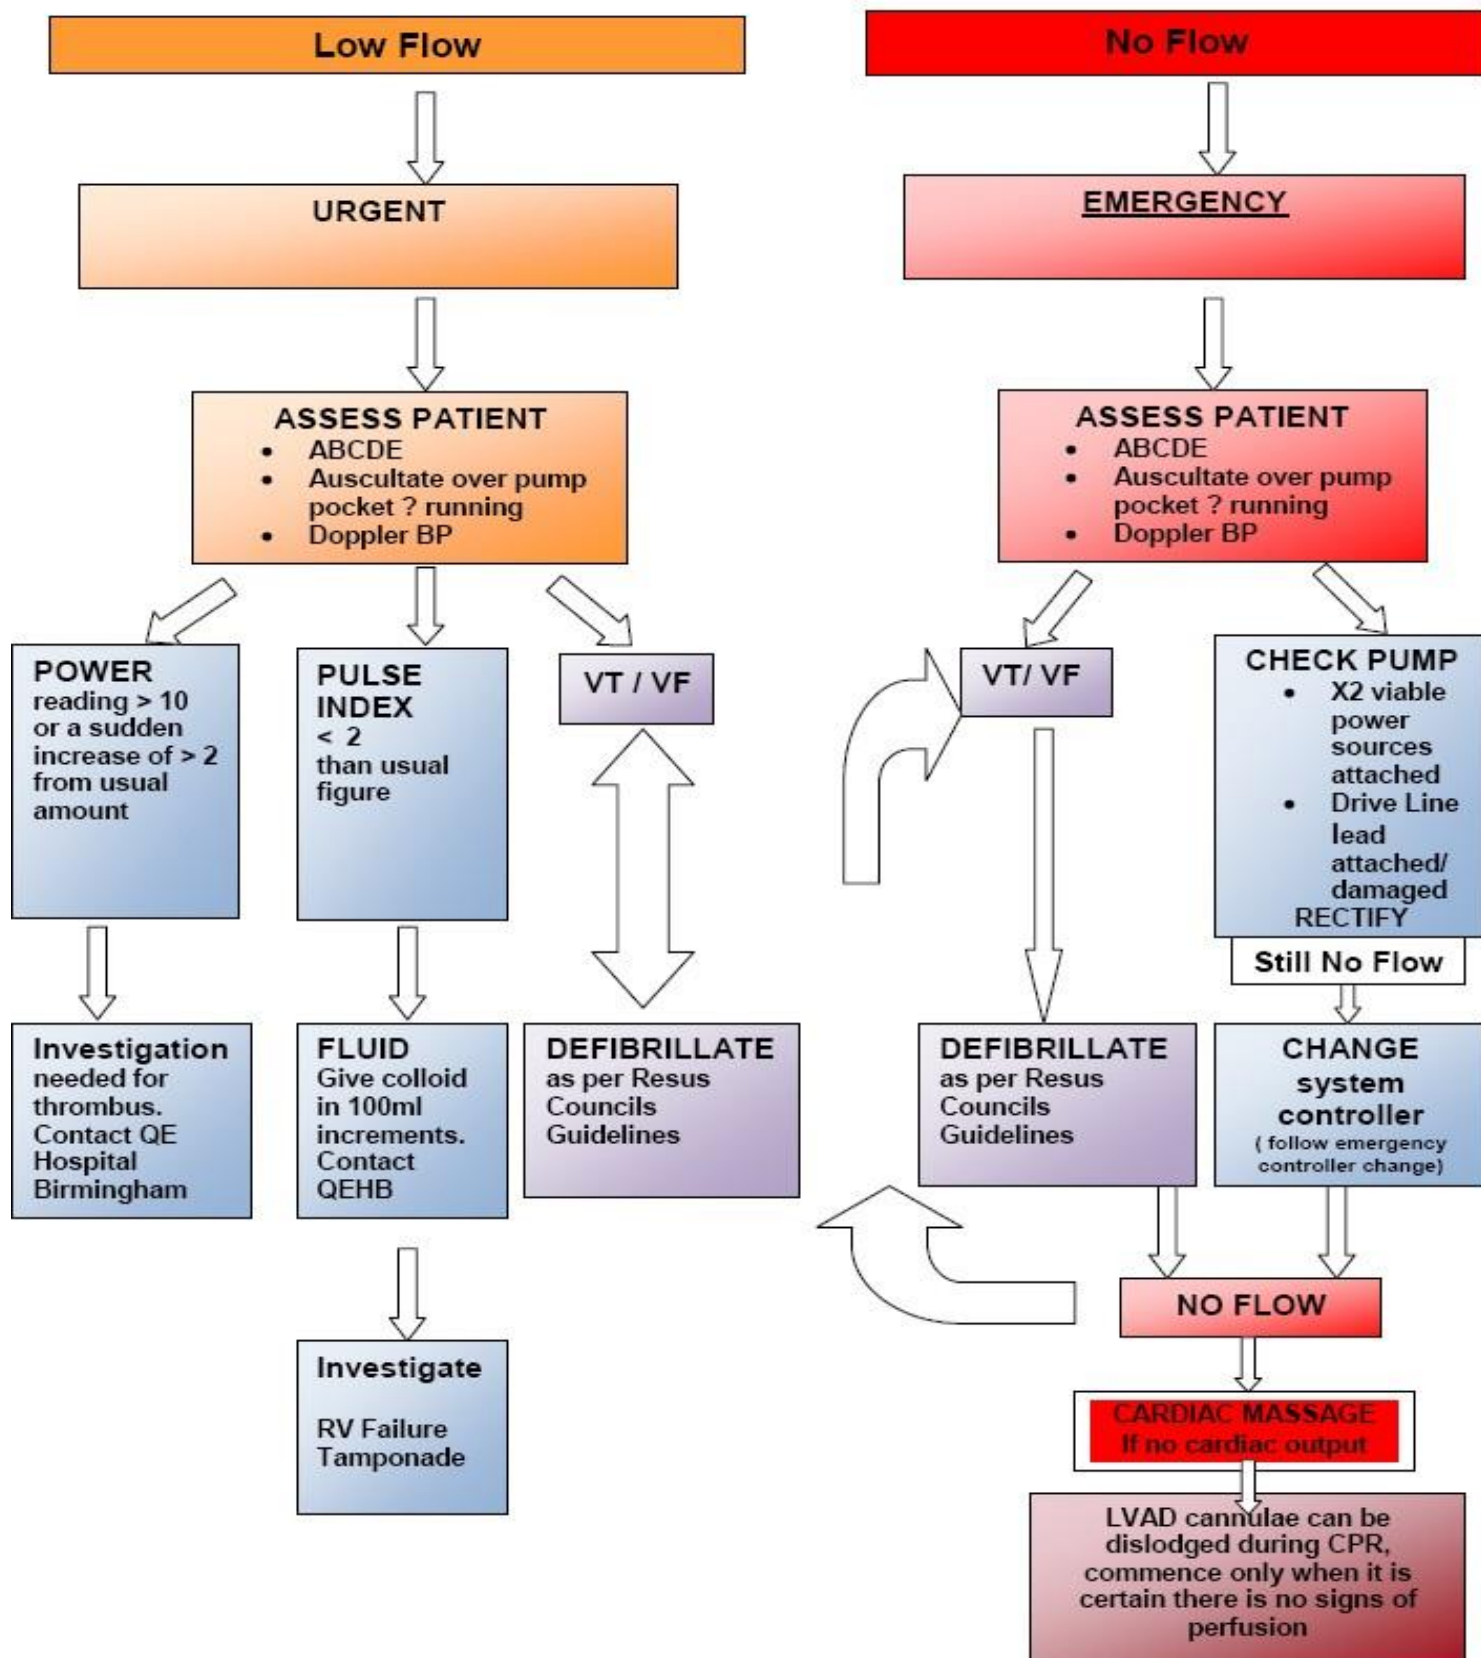 Low Flow
URGENT
ASSESS PATIENT
• ABCDE
• Auscultate over pump
pocket ? running
• Doppler BP
POWER
reading > 10
or a sudden
increase of > 2
from usual
amount
Investigation
needed for
thrombus.
Contact QE
Hospital
Birmingham
PULSE
INDEX
< 2
than usual
figure
FLUID
Give colloid
in 100ml
increments.
Contact
QEHB
Investigate
RV Failure
Tamponade
VT / VF
DEFIBRILLATE
as per Resus
Councils
Guidelines
No Flow
EMERGENCY
ASSESS PATIENT
• ABCDE
• Auscultate over pump
pocket ? running
• Doppler BP
VT/ VF
DEFIBRILLATE
as per Resus
Councils
Guidelines
CHECK PUMP
• X2 viable
power
sources
attached
• Drive Line
lead
attached/
damaged
RECTIFY
Still No Flow
CHANGE
system
controller
( follow emergency
controller change)
NO FLOW
CARDIAC MASSAGE
If no cardiac output
LVAD cannulae can be
dislodged during CPR,
commence only when it is
certain there is no signs of
perfusion